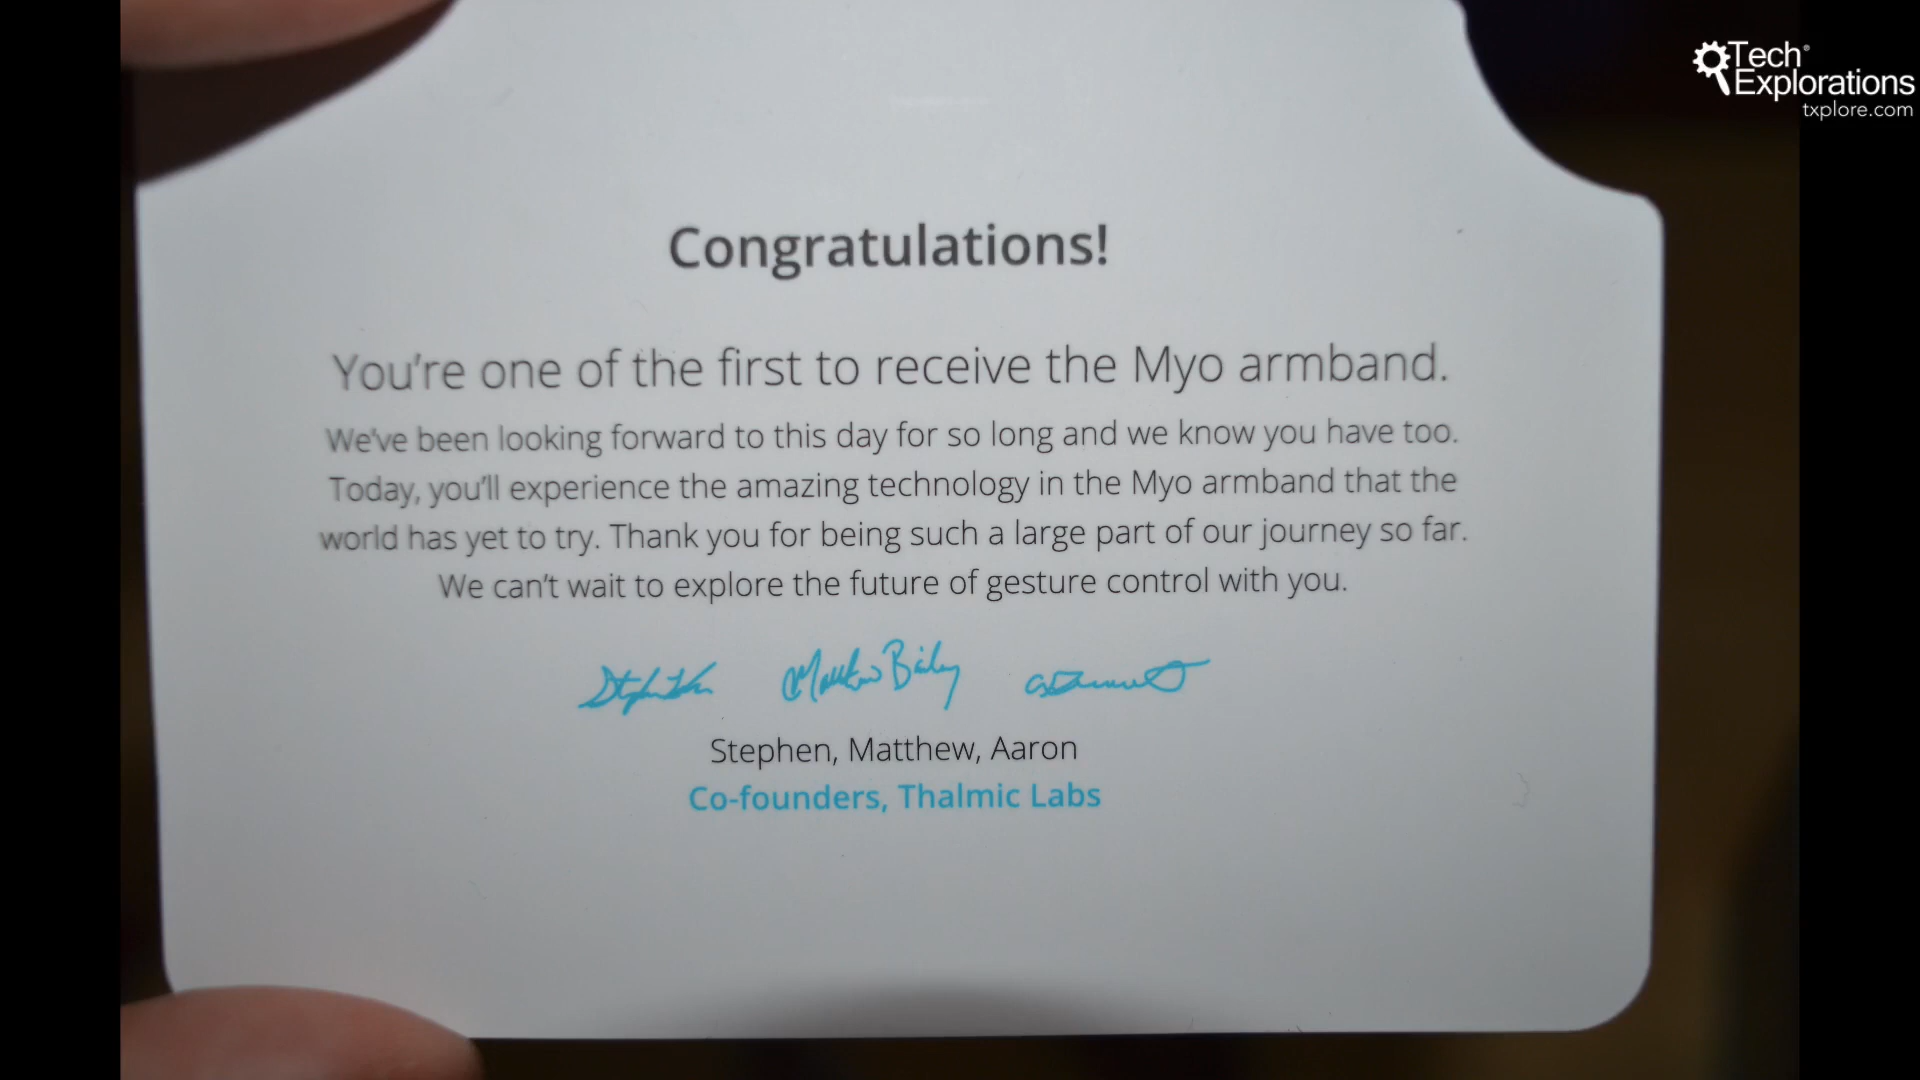 Tech®
Explorations
txplore.com
Congratulations!
You're one of the first to receive the Myo armband.
We've been looking forward to this day for so long and we know you have too.
Today, you'll experience the amazing technology in the Myo armband that the
world has yet to try. Thank you for being such a large part of our journey so far.
We can't wait to explore the future of gesture control with you.
Matthew Bailey
Stephen, Matthew, Aaron
Co-founders, Thalmic Labs